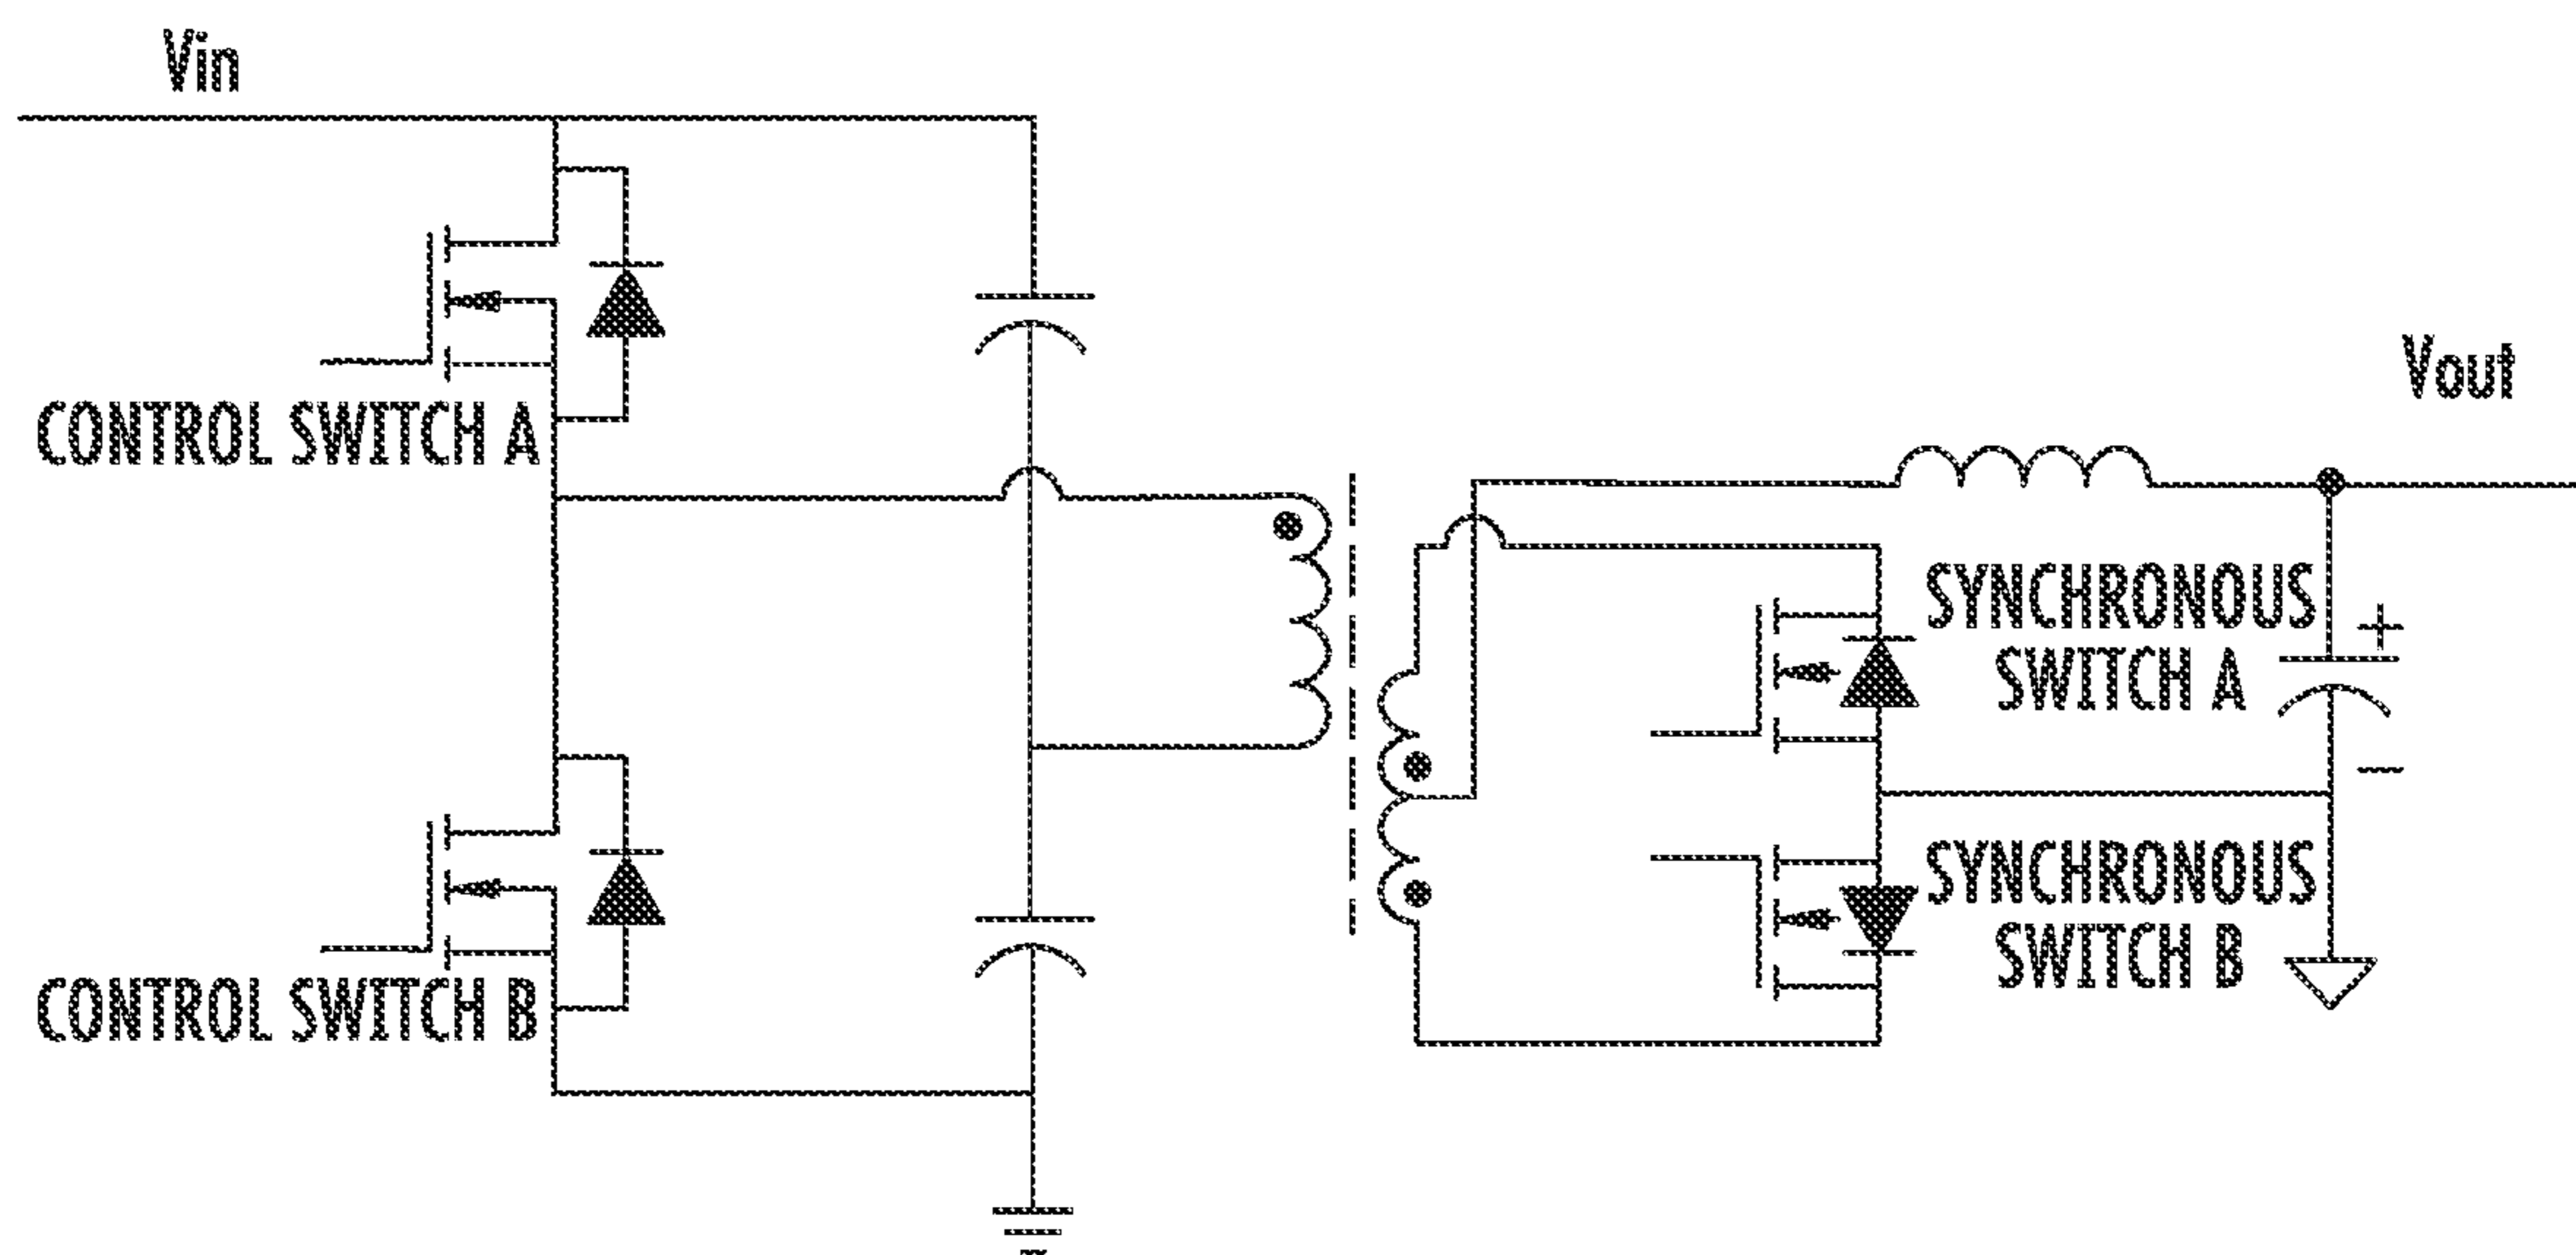 Vin
CONTROL SWITCH A
Vout
SYNCHRONOUS
SWITCH A
+
−
SYNCHRONOUS
SWITCH B
CONTROL SWITCH B